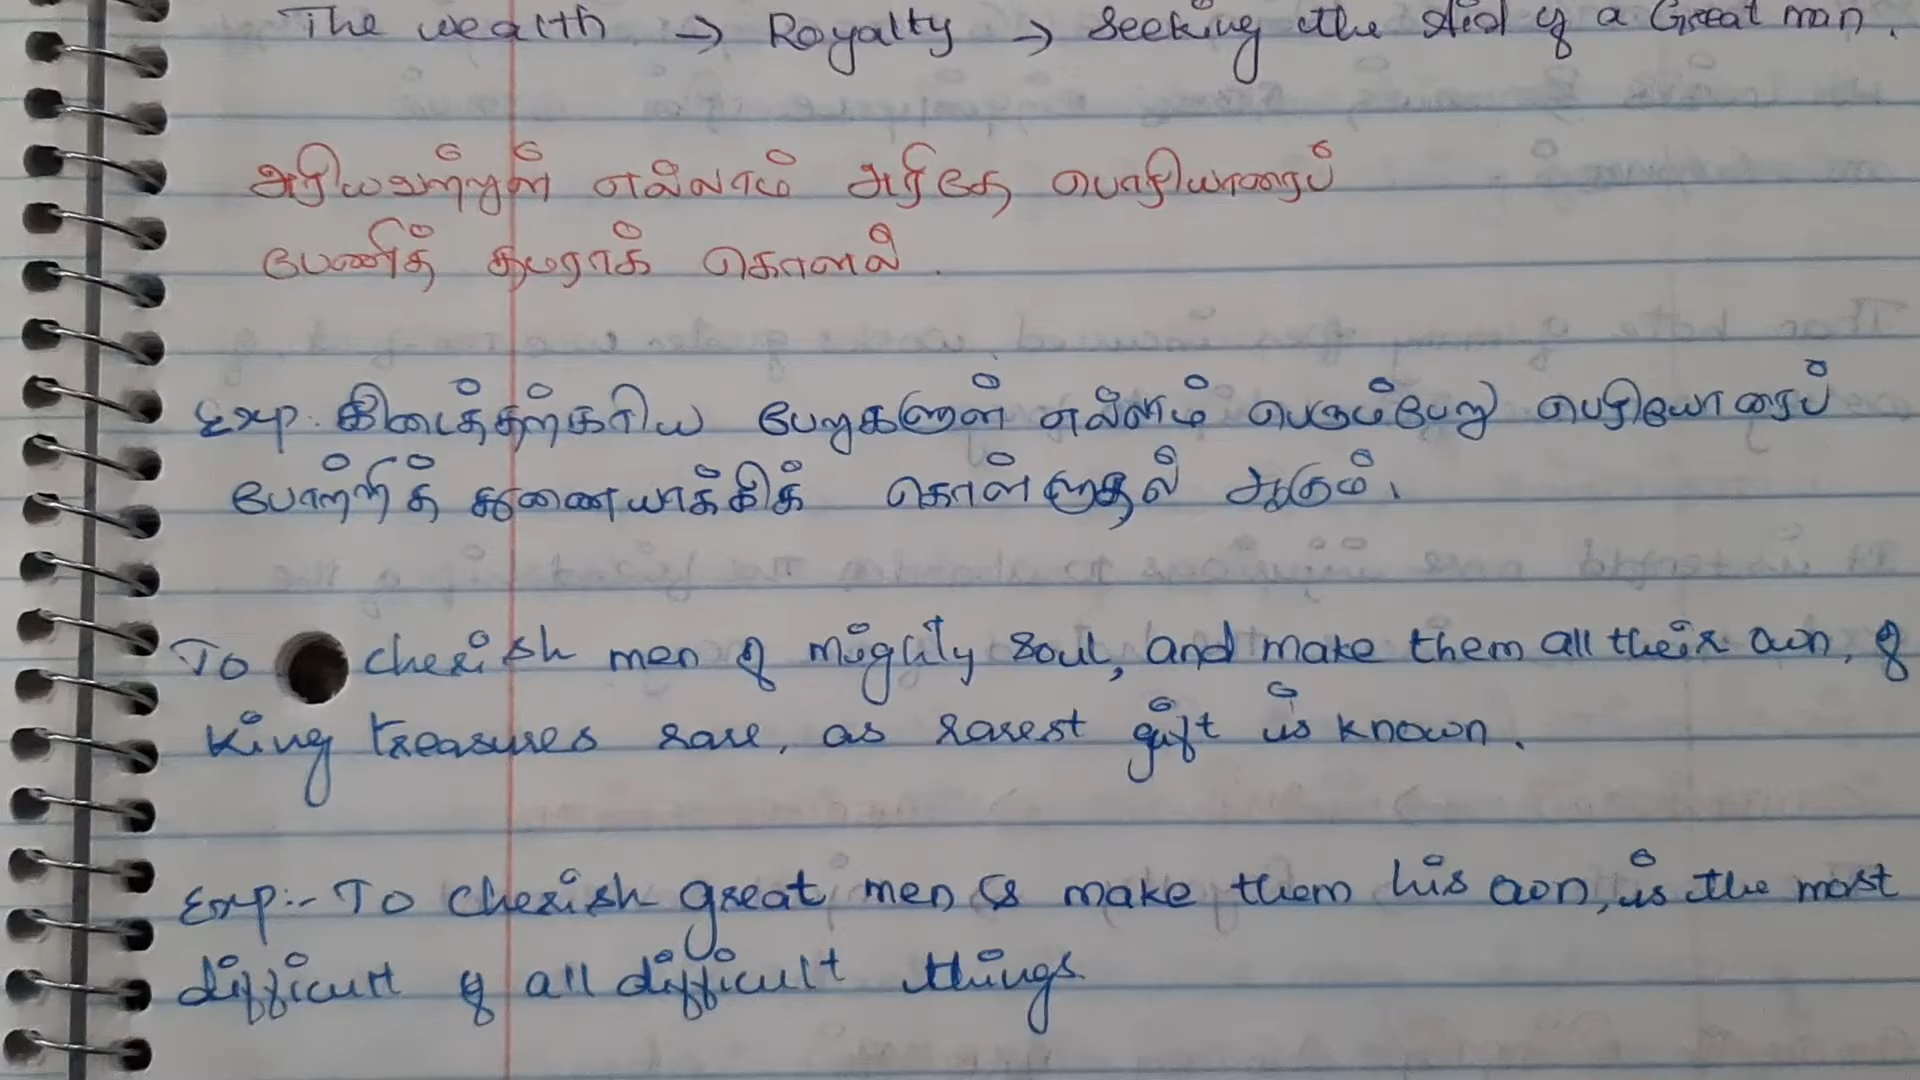 The wealth → Royalty → Seeking the Aid of a Great man.
அரியவற்றுள் எல்லாம் அரிதே பொரியாரைப்
பேணித் தமராக் கொளல்.
Exp. கிடைத்தற்கரிய பேறுகளுள் எல்லாம் பெரும்பேறு பெரியோரைப்
போற்றித் துணையாக்கிக் கொள்ளுதல் ஆகும்.
To cherish men of mighty soul, and make them all their own, of
king treasures rare, as rarest gift is known.
Exp:- To cherish great men & make them his own, is the most
difficult of all difficult things